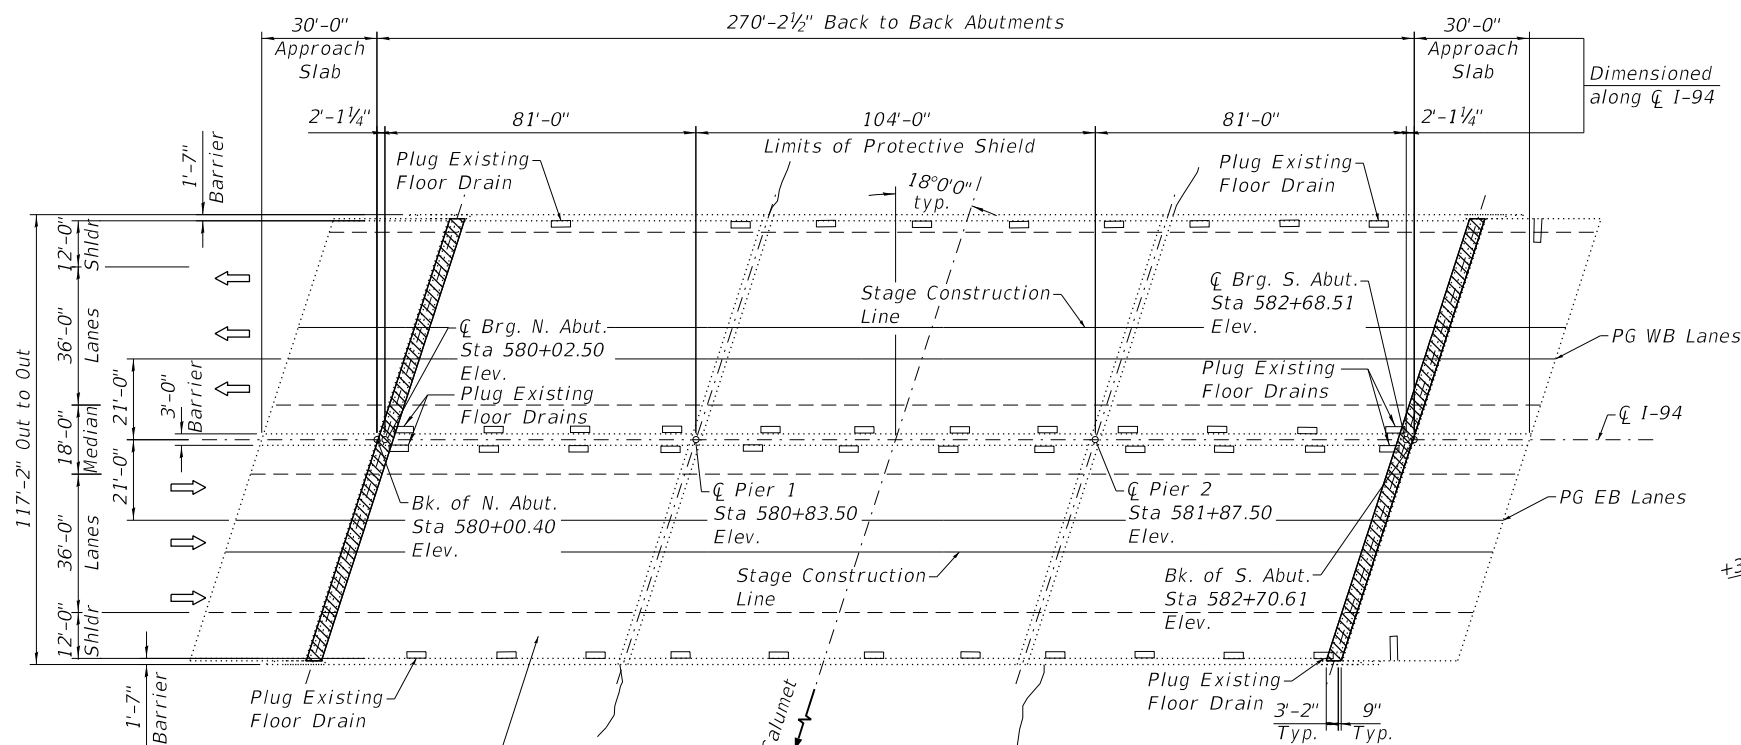 270'-2½" Back to Back Abutments
30'-0"
Approach
Slab
30'-0"
Approach
Slab
Dimensioned
along ℄ I-94
2'-1¼"
81'-0"
104'-0"
81'-0"
2'-1¼"
1'-7"
Barrier
Plug Existing
Floor Drain
Limits of Protective Shield
18°0'0"
typ.
Plug Existing
Floor Drain
12'-0"
Shldr
36'-0"
Lanes
21'-0"
3'-0"
Barrier
18'-0"
Median
21'-0"
36'-0"
Lanes
12'-0"
Shldr
117'-2" Out to Out
1'-7"
Barrier
℄ Brg. N. Abut.
Sta 580+02.50
Elev.
Plug Existing
Floor Drains
Stage Construction
Line
℄ Brg. S. Abut.
Sta 582+68.51
Elev.
Plug Existing
Floor Drains
PG WB Lanes
℄ I-94
PG EB Lanes
Bk. of N. Abut.
Sta 580+00.40
Elev.
℄ Pier 1
Sta 580+83.50
Elev.
℄ Pier 2
Sta 581+87.50
Elev.
Stage Construction
Line
Bk. of S. Abut.
Sta 582+70.61
Elev.
+3
Plug Existing
Floor Drain
Calumet
Plug Existing
Floor Drain
3'-2"
Typ.
9"
Typ.